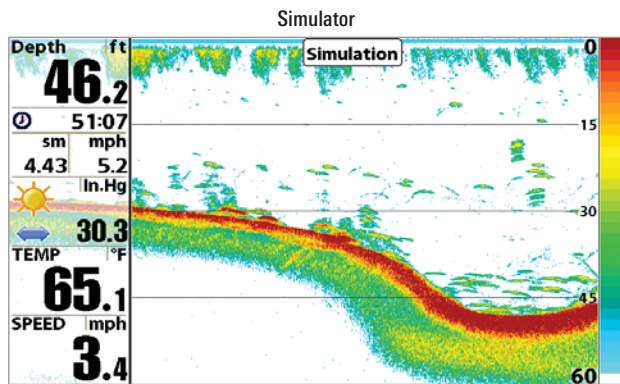 Simulator
Depth ft
46.2
51:07
sm mph
4.43 5.2
In.Hg
30.3
TEMP °F
65.1
SPEED mph
3.4
Simulation
0
15
30
45
60